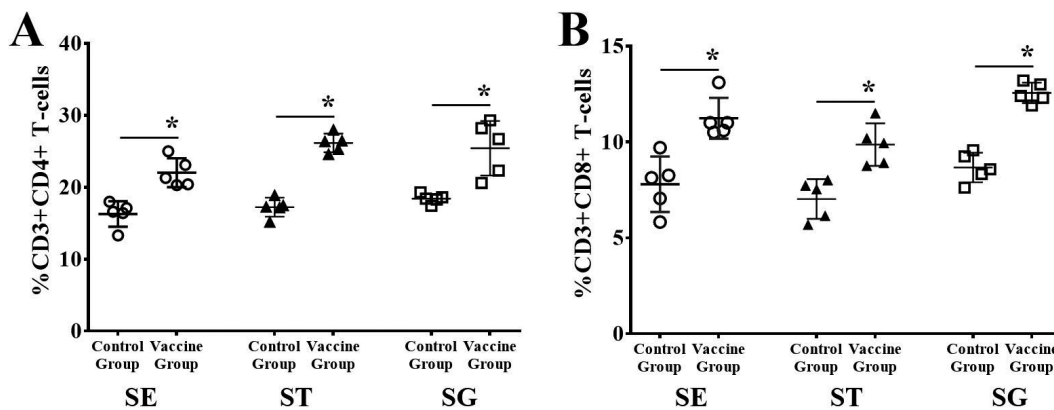 A
%CD3+CD4+ T-cells
40
30
20
10
0
*
*
*
Control Group
Vaccine Group
Control Group
Vaccine Group
Control Group
Vaccine Group
SE
ST
SG
B
%CD3+CD8+ T-cells
15
10
5
0
*
*
*
Control Group
Vaccine Group
Control Group
Vaccine Group
Control Group
Vaccine Group
SE
ST
SG